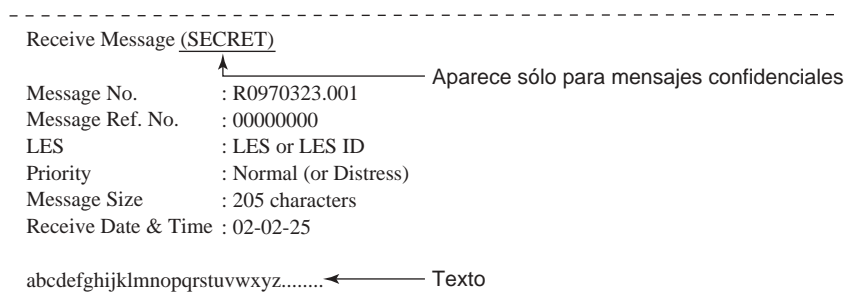 Receive Message (SECRET)
Aparece sólo para mensajes confidenciales
Message No. : R0970323.001
Message Ref. No. : 00000000
LES : LES or LES ID
Priority : Normal (or Distress)
Message Size : 205 characters
Receive Date & Time : 02-02-25
abcdefghijklmnopqrstuvwxyz........ Texto